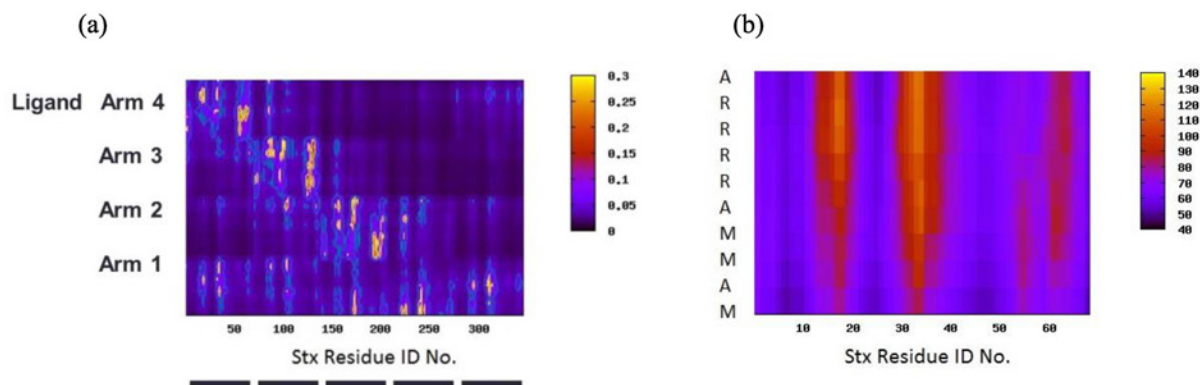 (a)
Ligand Arm 4
Arm 3
Arm 2
Arm 1
0.3
0.25
0.2
0.15
0.1
0.05
0
50 100 150 200 250 300
Stx Residue ID No.
(b)
A
R
R
R
R
A
M
M
A
M
140
130
120
110
100
90
80
70
60
50
40
10 20 30 40 50 60
Stx Residue ID No.